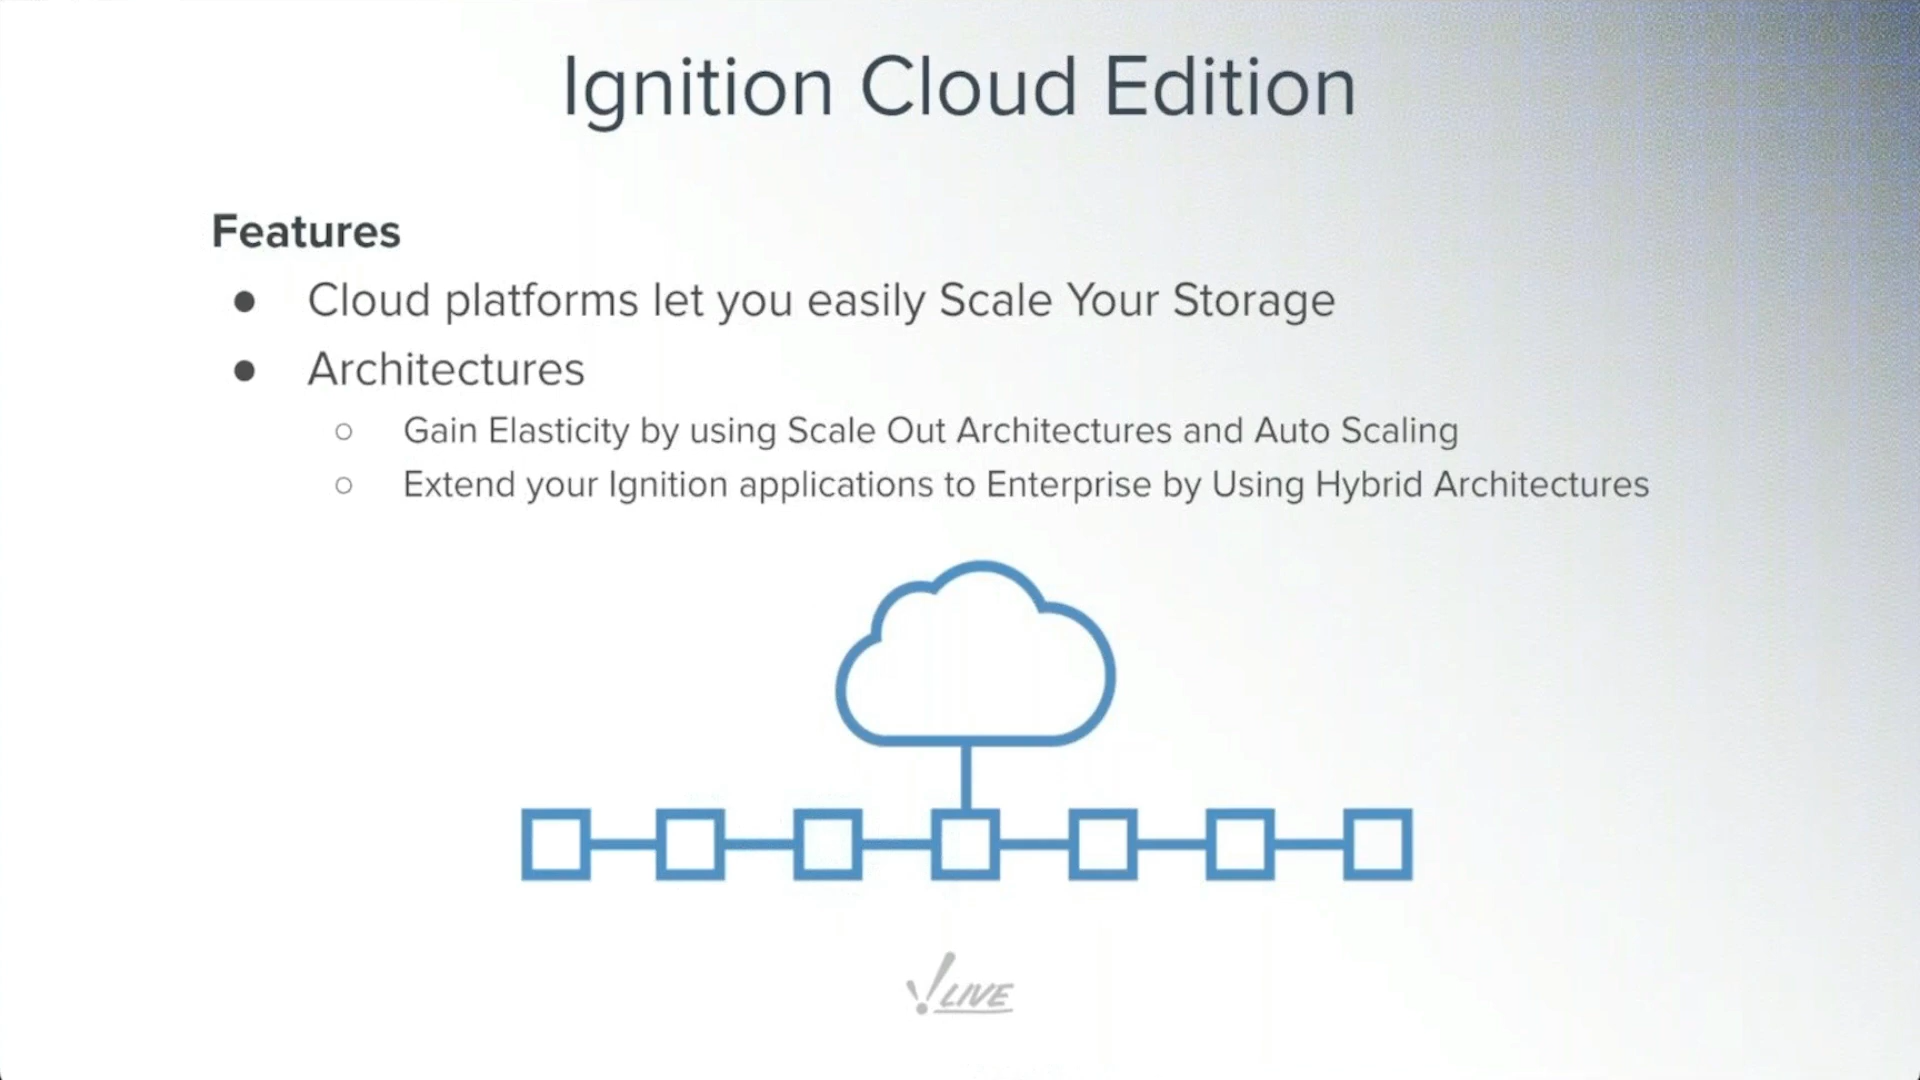 Ignition Cloud Edition
Features
● Cloud platforms let you easily Scale Your Storage
● Architectures
○ Gain Elasticity by using Scale Out Architectures and Auto Scaling
○ Extend your Ignition applications to Enterprise by Using Hybrid Architectures
LIVE